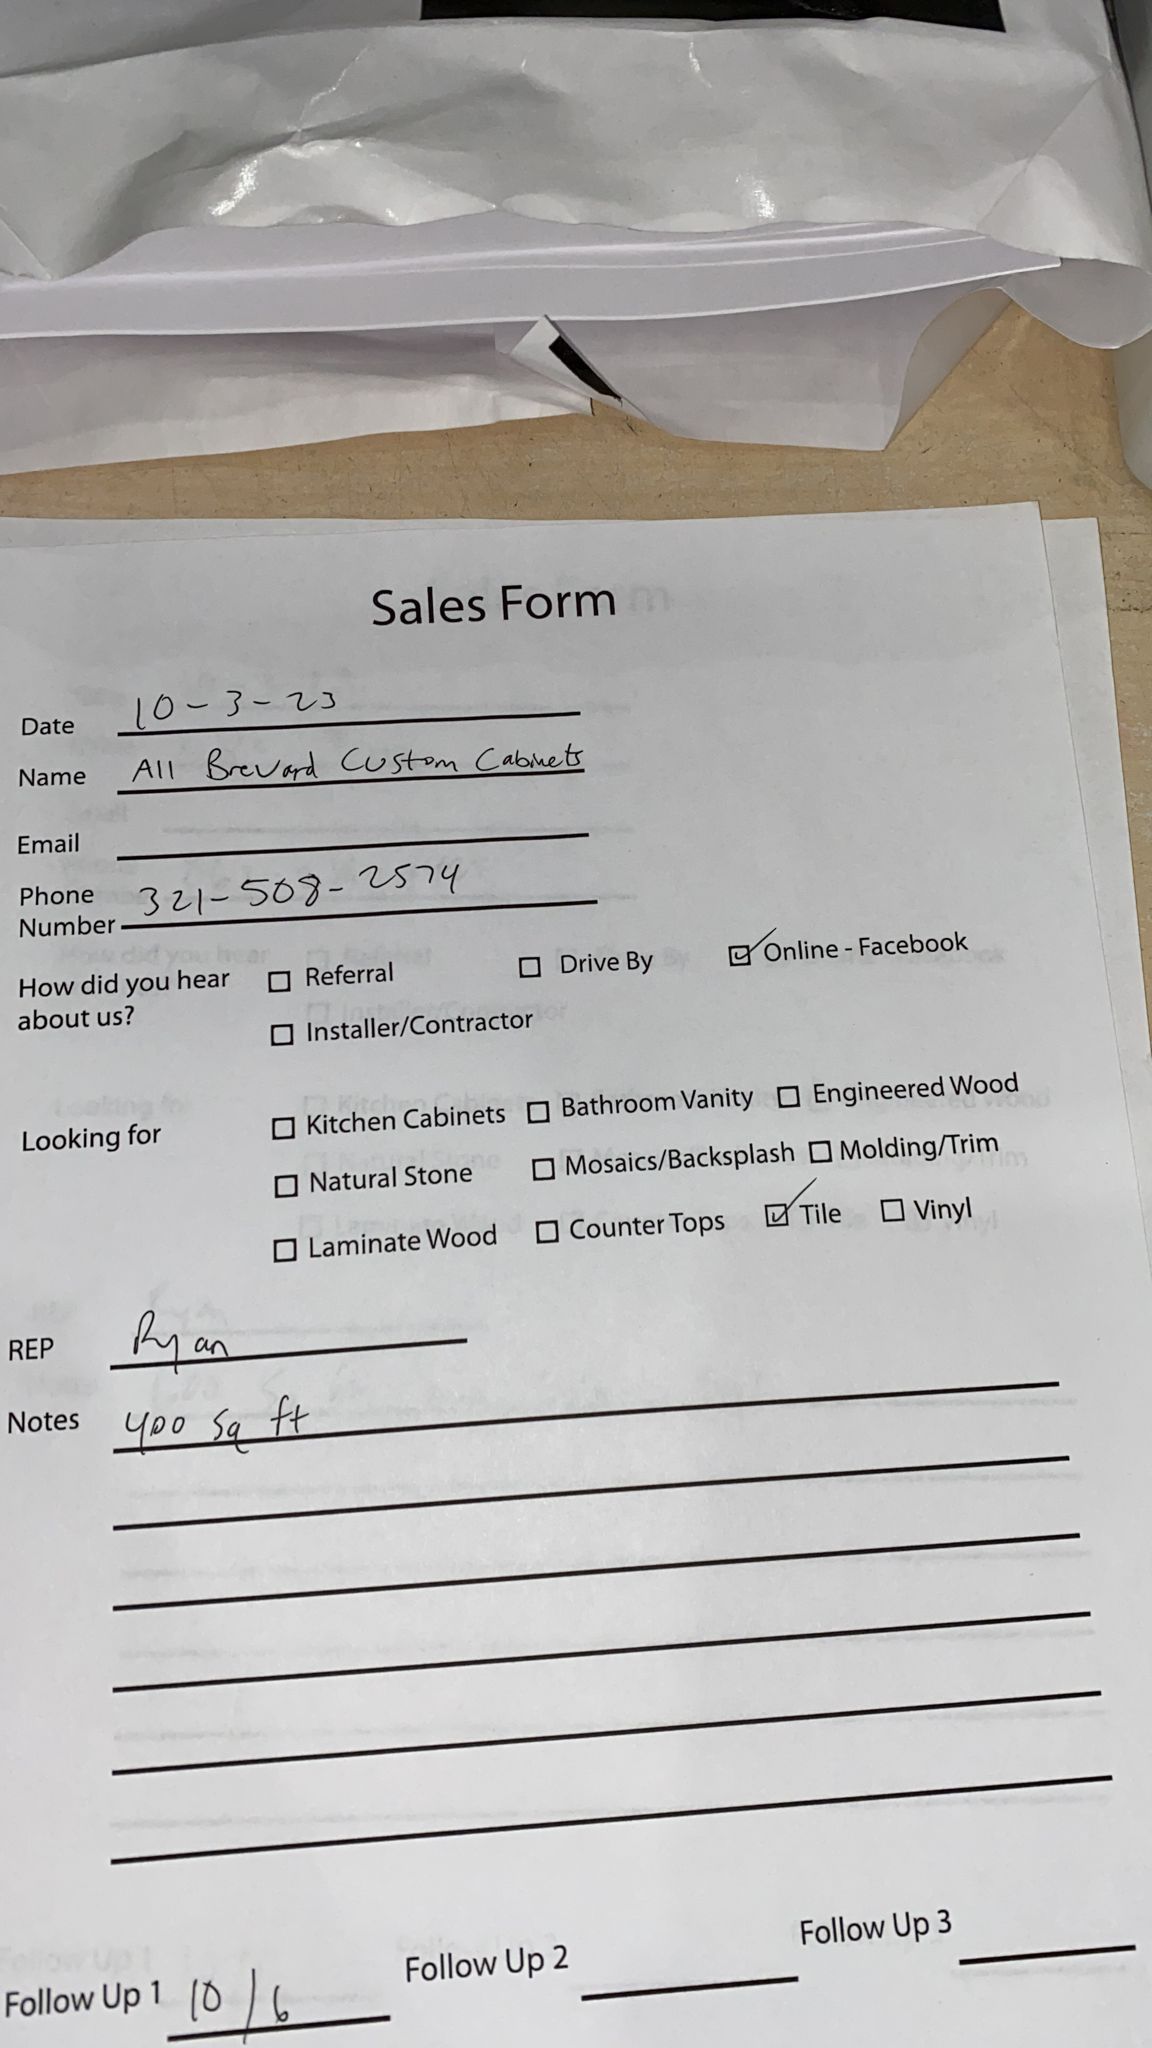 Sales Form
Date 10-3-23
Name All Brevard Custom Cabinets
Email
Phone
Number 321-508-2574
How did you hear about us? ☐ Referral ☐ Drive By ☑ Online - Facebook
☐ Installer/Contractor
Looking for ☐ Kitchen Cabinets ☐ Bathroom Vanity ☐ Engineered Wood
☐ Natural Stone ☐ Mosaics/Backsplash ☐ Molding/Trim
☐ Laminate Wood ☐ Counter Tops ☑ Tile ☐ Vinyl
REP Ryan
Notes 400 sq ft
Follow Up 1 10/6 Follow Up 2 Follow Up 3